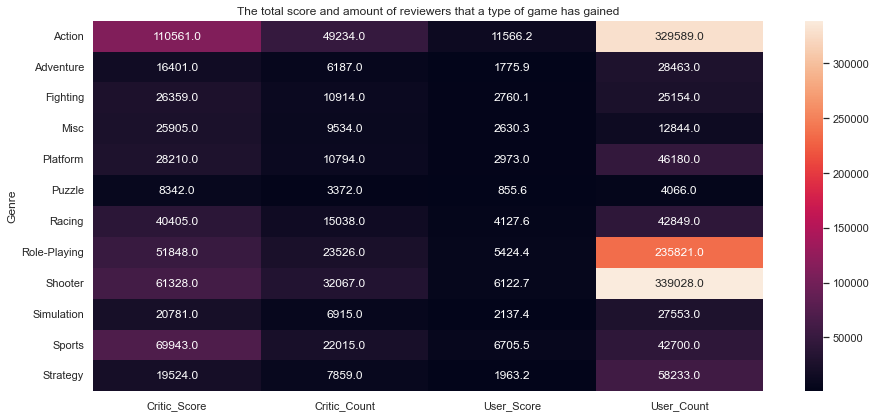 The total score and amount of reviewers that a type of game has gained
Genre
Action 110561.0 49234.0 11566.2 329589.0
Adventure 16401.0 6187.0 1775.9 28463.0
Fighting 26359.0 10914.0 2760.1 25154.0
Misc 25905.0 9534.0 2630.3 12844.0
Platform 28210.0 10794.0 2973.0 46180.0
Puzzle 8342.0 3372.0 855.6 4066.0
Racing 40405.0 15038.0 4127.6 42849.0
Role-Playing 51848.0 23526.0 5424.4 235821.0
Shooter 61328.0 32067.0 6122.7 339028.0
Simulation 20781.0 6915.0 2137.4 27553.0
Sports 69943.0 22015.0 6705.5 42700.0
Strategy 19524.0 7859.0 1963.2 58233.0
Critic_Score Critic_Count User_Score User_Count
300000
250000
200000
150000
100000
50000